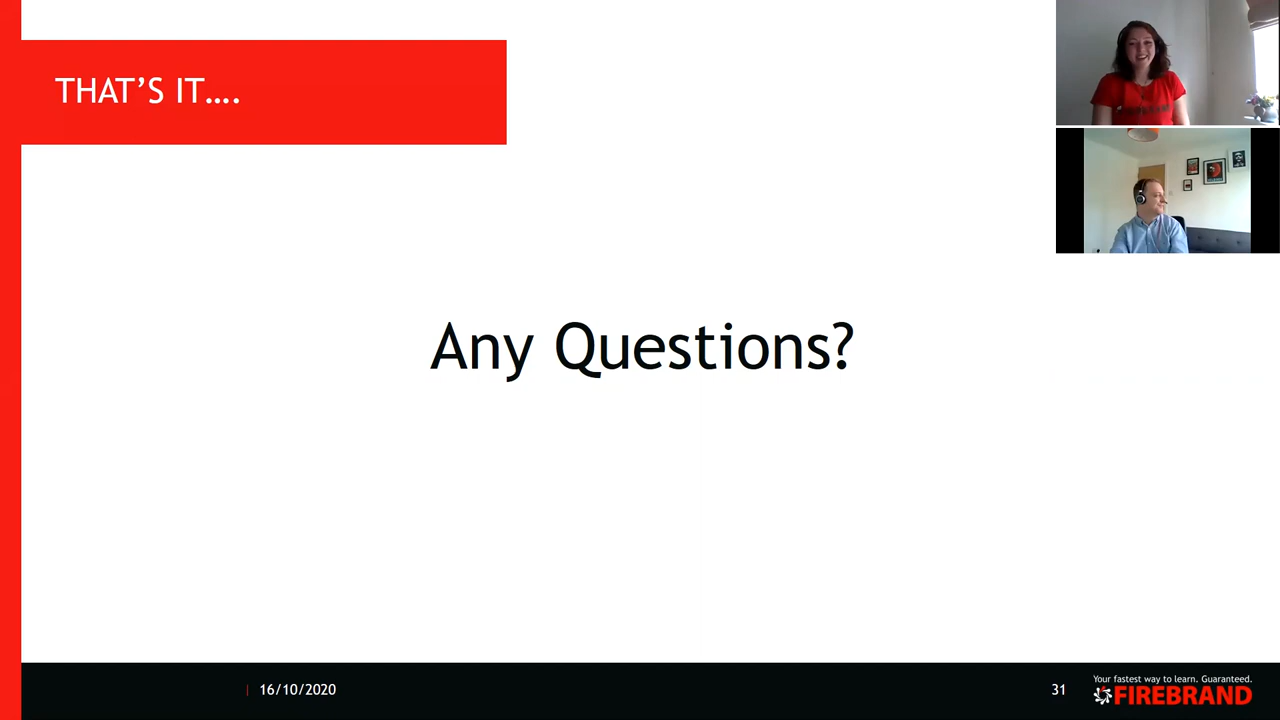 THAT’S IT....
Any Questions?
16/10/2020
31
Your fastest way to learn. Guaranteed.
FIREBRAND